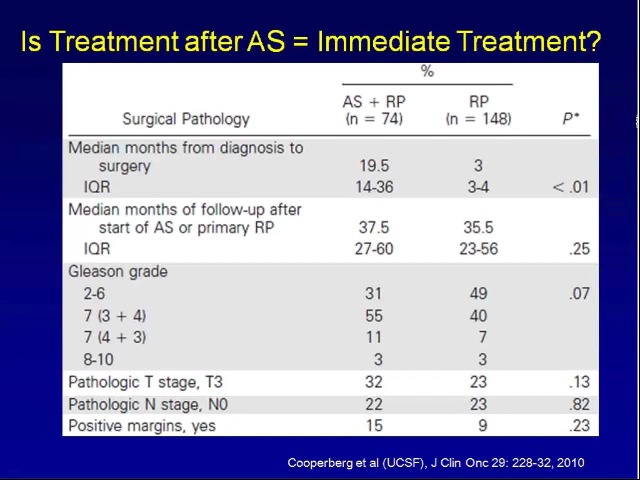 Is Treatment after AS = Immediate Treatment?
%
AS + RP RP
Surgical Pathology (n = 74) (n = 148) P*
Median months from diagnosis to
surgery 19.5 3
IQR 14-36 3-4 < .01
Median months of follow-up after
start of AS or primary RP 37.5 35.5
IQR 27-60 23-56 .25
Gleason grade
2-6 31 49 .07
7 (3 + 4) 55 40
7 (4 + 3) 11 7
8-10 3 3
Pathologic T stage, T3 32 23 .13
Pathologic N stage, N0 22 23 .82
Positive margins, yes 15 9 .23
Cooperberg et al (UCSF), J Clin Onc 29: 228-32, 2010